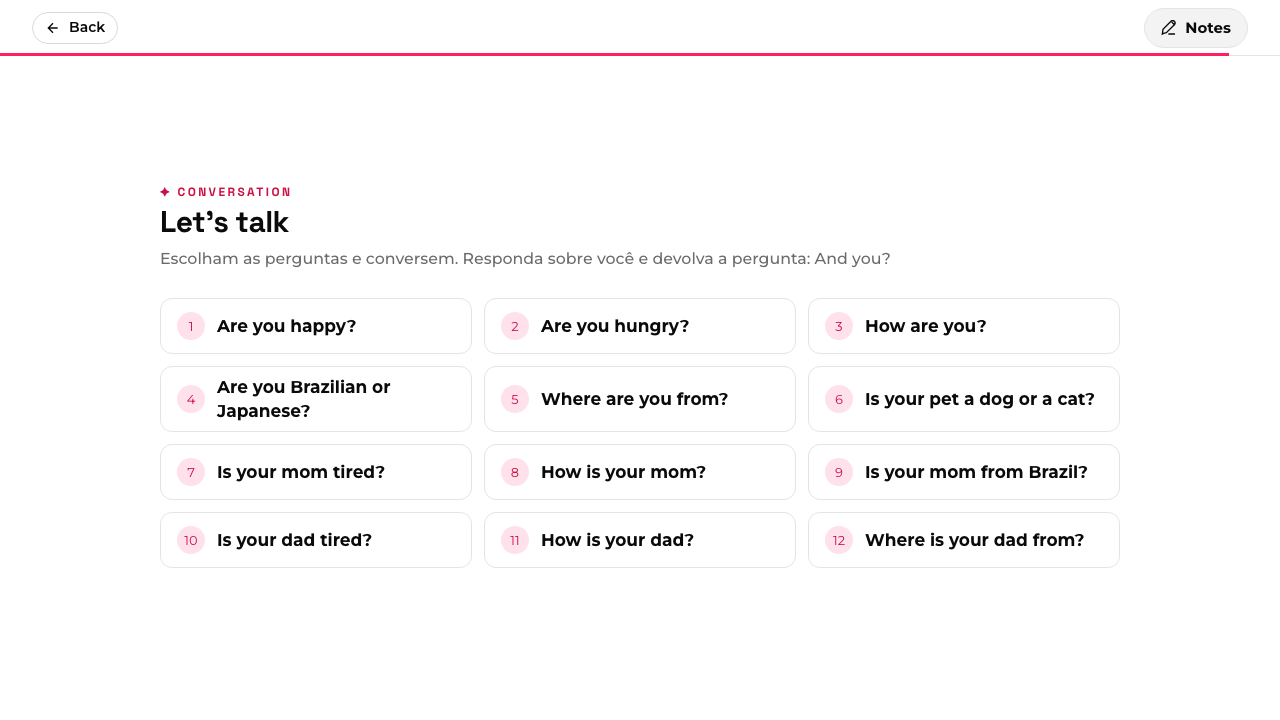 Back
Notes
CONVERSATION
Let's talk
Escolham as perguntas e conversem. Responda sobre você e devolva a pergunta: And you?
1 Are you happy?
2 Are you hungry?
3 How are you?
4 Are you Brazilian or
Japanese?
5 Where are you from?
6 Is your pet a dog or a cat?
7 Is your mom tired?
8 How is your mom?
9 Is your mom from Brazil?
10 Is your dad tired?
11 How is your dad?
12 Where is your dad from?